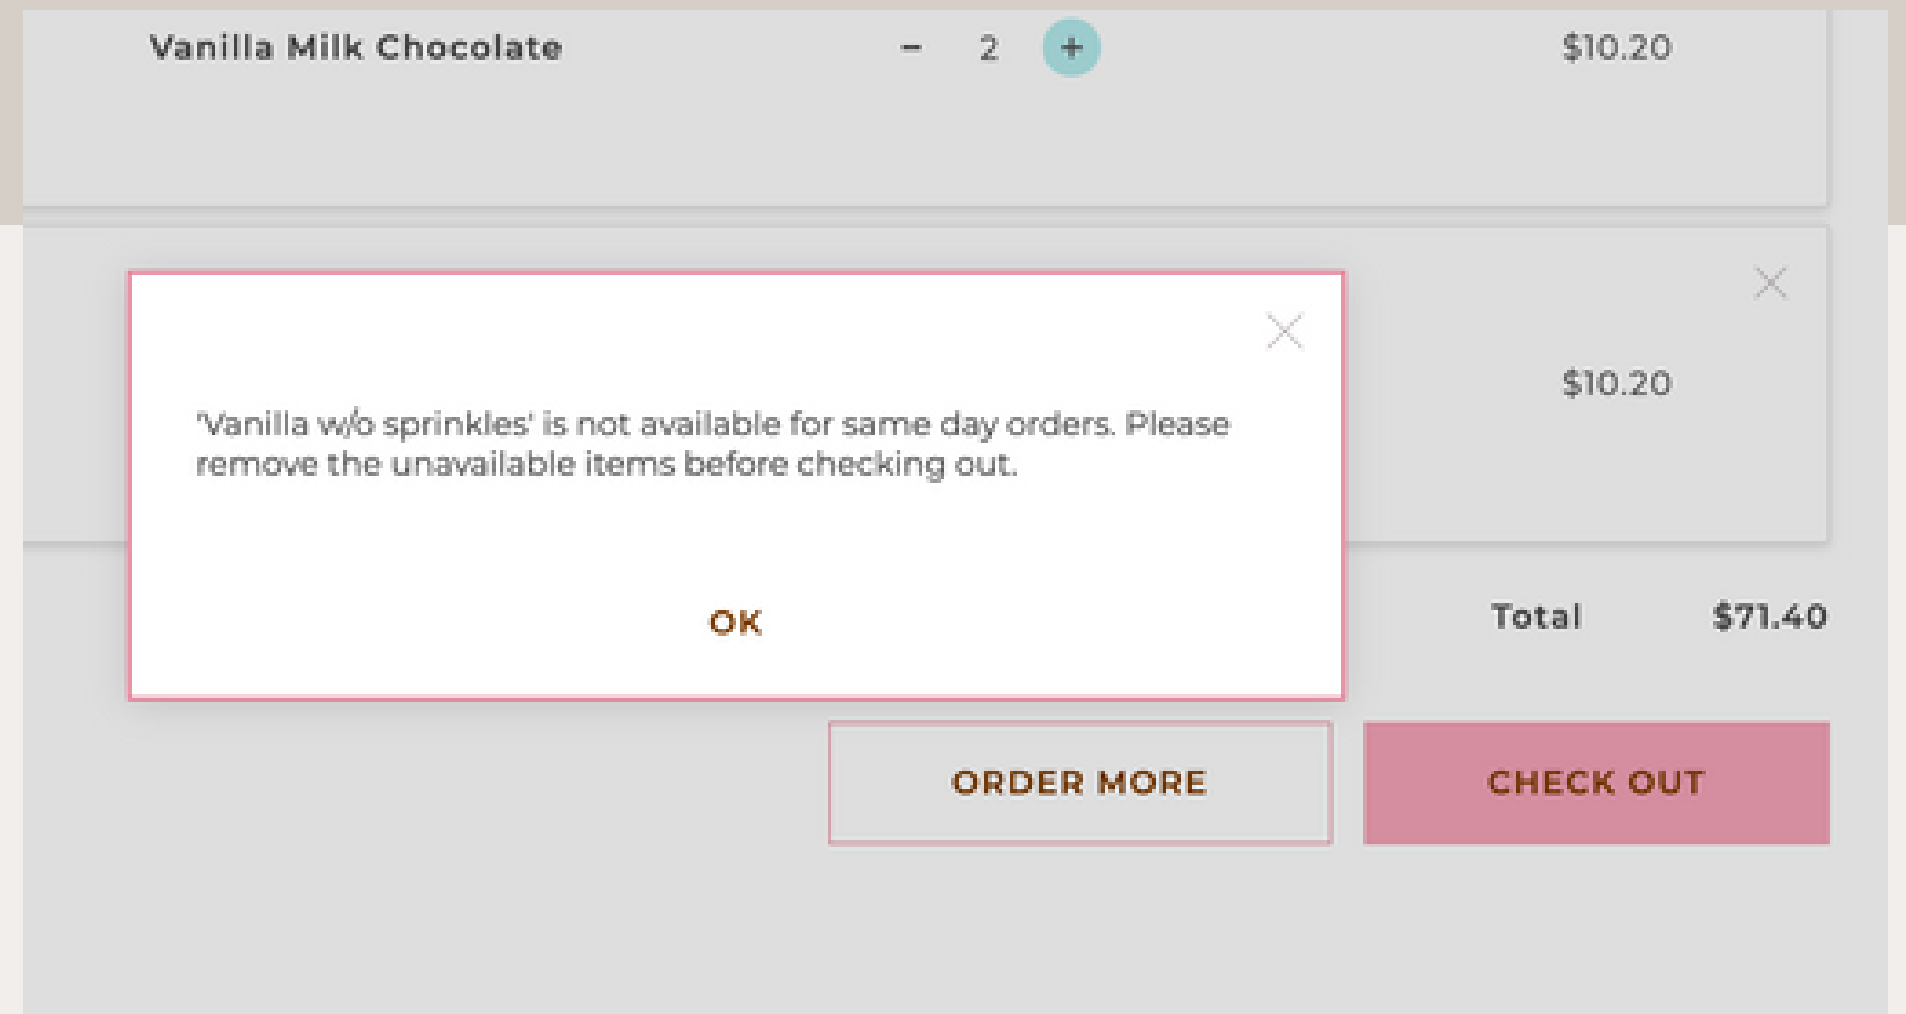 Vanilla Milk Chocolate − 2 + $10.20
$10.20
'Vanilla w/o sprinkles' is not available for same day orders. Please
remove the unavailable items before checking out.
OK
Total $71.40
ORDER MORE CHECK OUT